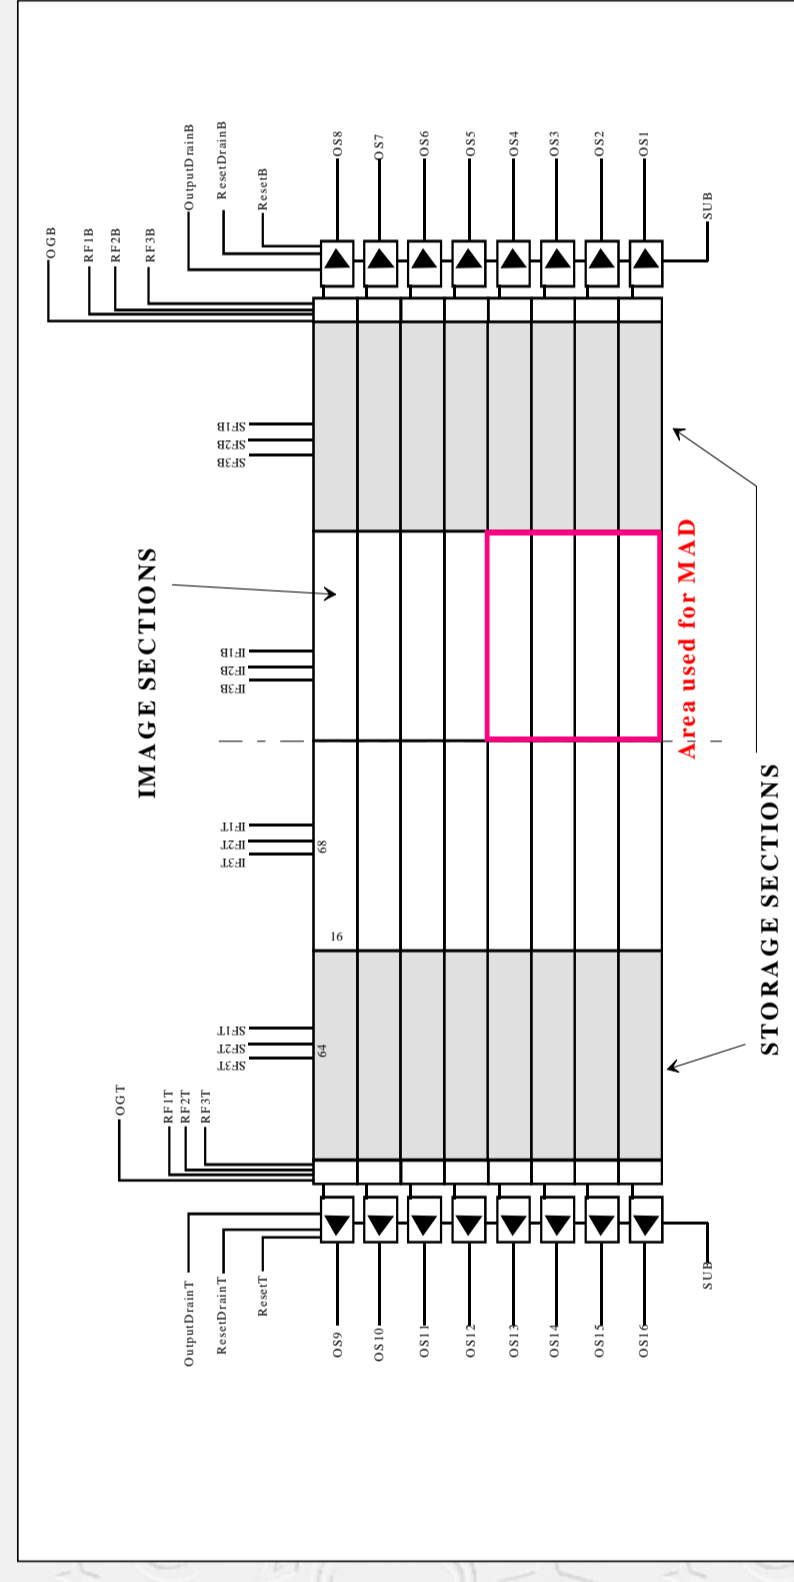 OGB
RF1B
RF2B
RF3B
OutputDrainB
ResetDrainB
ResetB
OS8
OS7
OS6
OS5
OS4
OS3
OS2
OS1
SUB
SF1B
SF2B
SF3B
IMAGE SECTIONS
IF1B
IF2B
IF3B
Area used for MAD
IF1T
IF2T
IF3T
68
16
STORAGE SECTIONS
SF1T
SF2T
SF3T
64
OGT
RF1T
RF2T
RF3T
OutputDrainT
ResetDrainT
ResetT
OS9
OS10
OS11
OS12
OS13
OS14
OS15
OS16
SUB